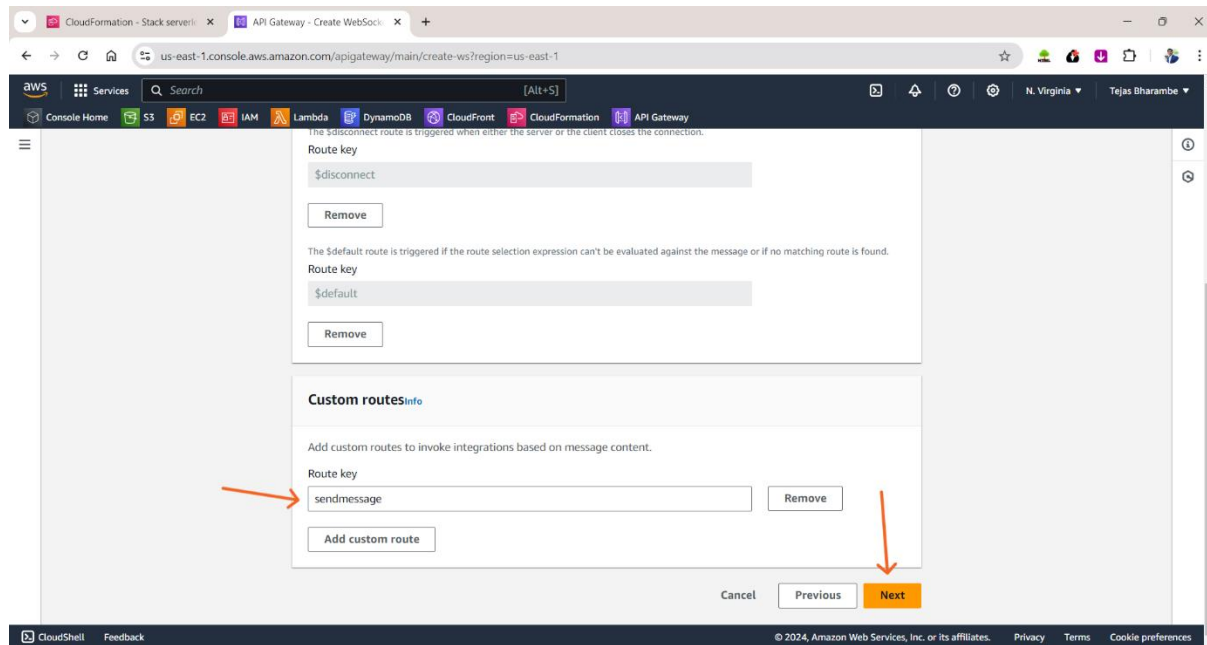 CloudFormation - Stack serverl
API Gateway - Create WebSock
us-east-1.console.aws.amazon.com/apigateway/main/create-ws?region=us-east-1
aws Services Search [Alt+S] N. Virginia Tejas Bharambe
Console Home S3 EC2 IAM Lambda DynamoDB CloudFront CloudFormation API Gateway
The $disconnect route is triggered when either the server or the client closes the connection.
Route key
$disconnect
Remove
The $default route is triggered if the route selection expression can't be evaluated against the message or if no matching route is found.
Route key
$default
Remove
Custom routes Info
Add custom routes to invoke integrations based on message content.
Route key
sendmessage Remove
Add custom route
Cancel Previous Next
CloudShell Feedback © 2024, Amazon Web Services, Inc. or its affiliates. Privacy Terms Cookie preferences